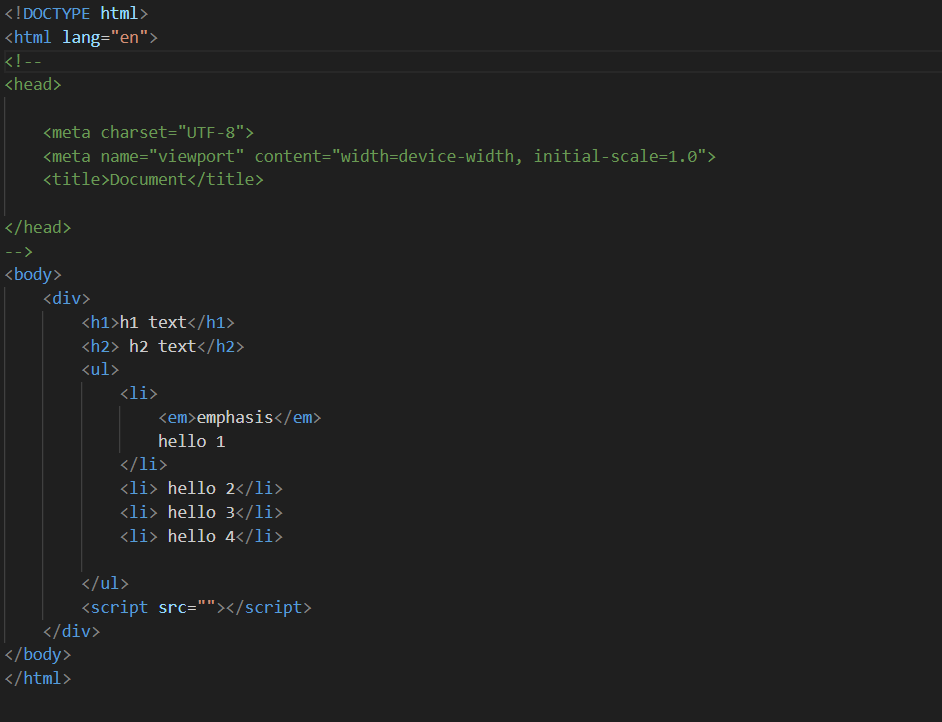 <!DOCTYPE html>
<html lang="en">
<!--
<head>
    <meta charset="UTF-8">
    <meta name="viewport" content="width=device-width, initial-scale=1.0">
    <title>Document</title>
</head>
-->
<body>
    <div>
        <h1>h1 text</h1>
        <h2> h2 text</h2>
        <ul>
            <li>
                <em>emphasis</em>
                hello 1
            </li>
            <li> hello 2</li>
            <li> hello 3</li>
            <li> hello 4</li>
        </ul>
        <script src=""></script>
    </div>
</body>
</html>